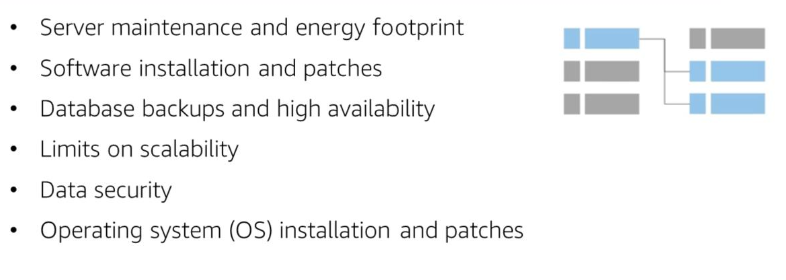 • Server maintenance and energy footprint
• Software installation and patches
• Database backups and high availability
• Limits on scalability
• Data security
• Operating system (OS) installation and patches